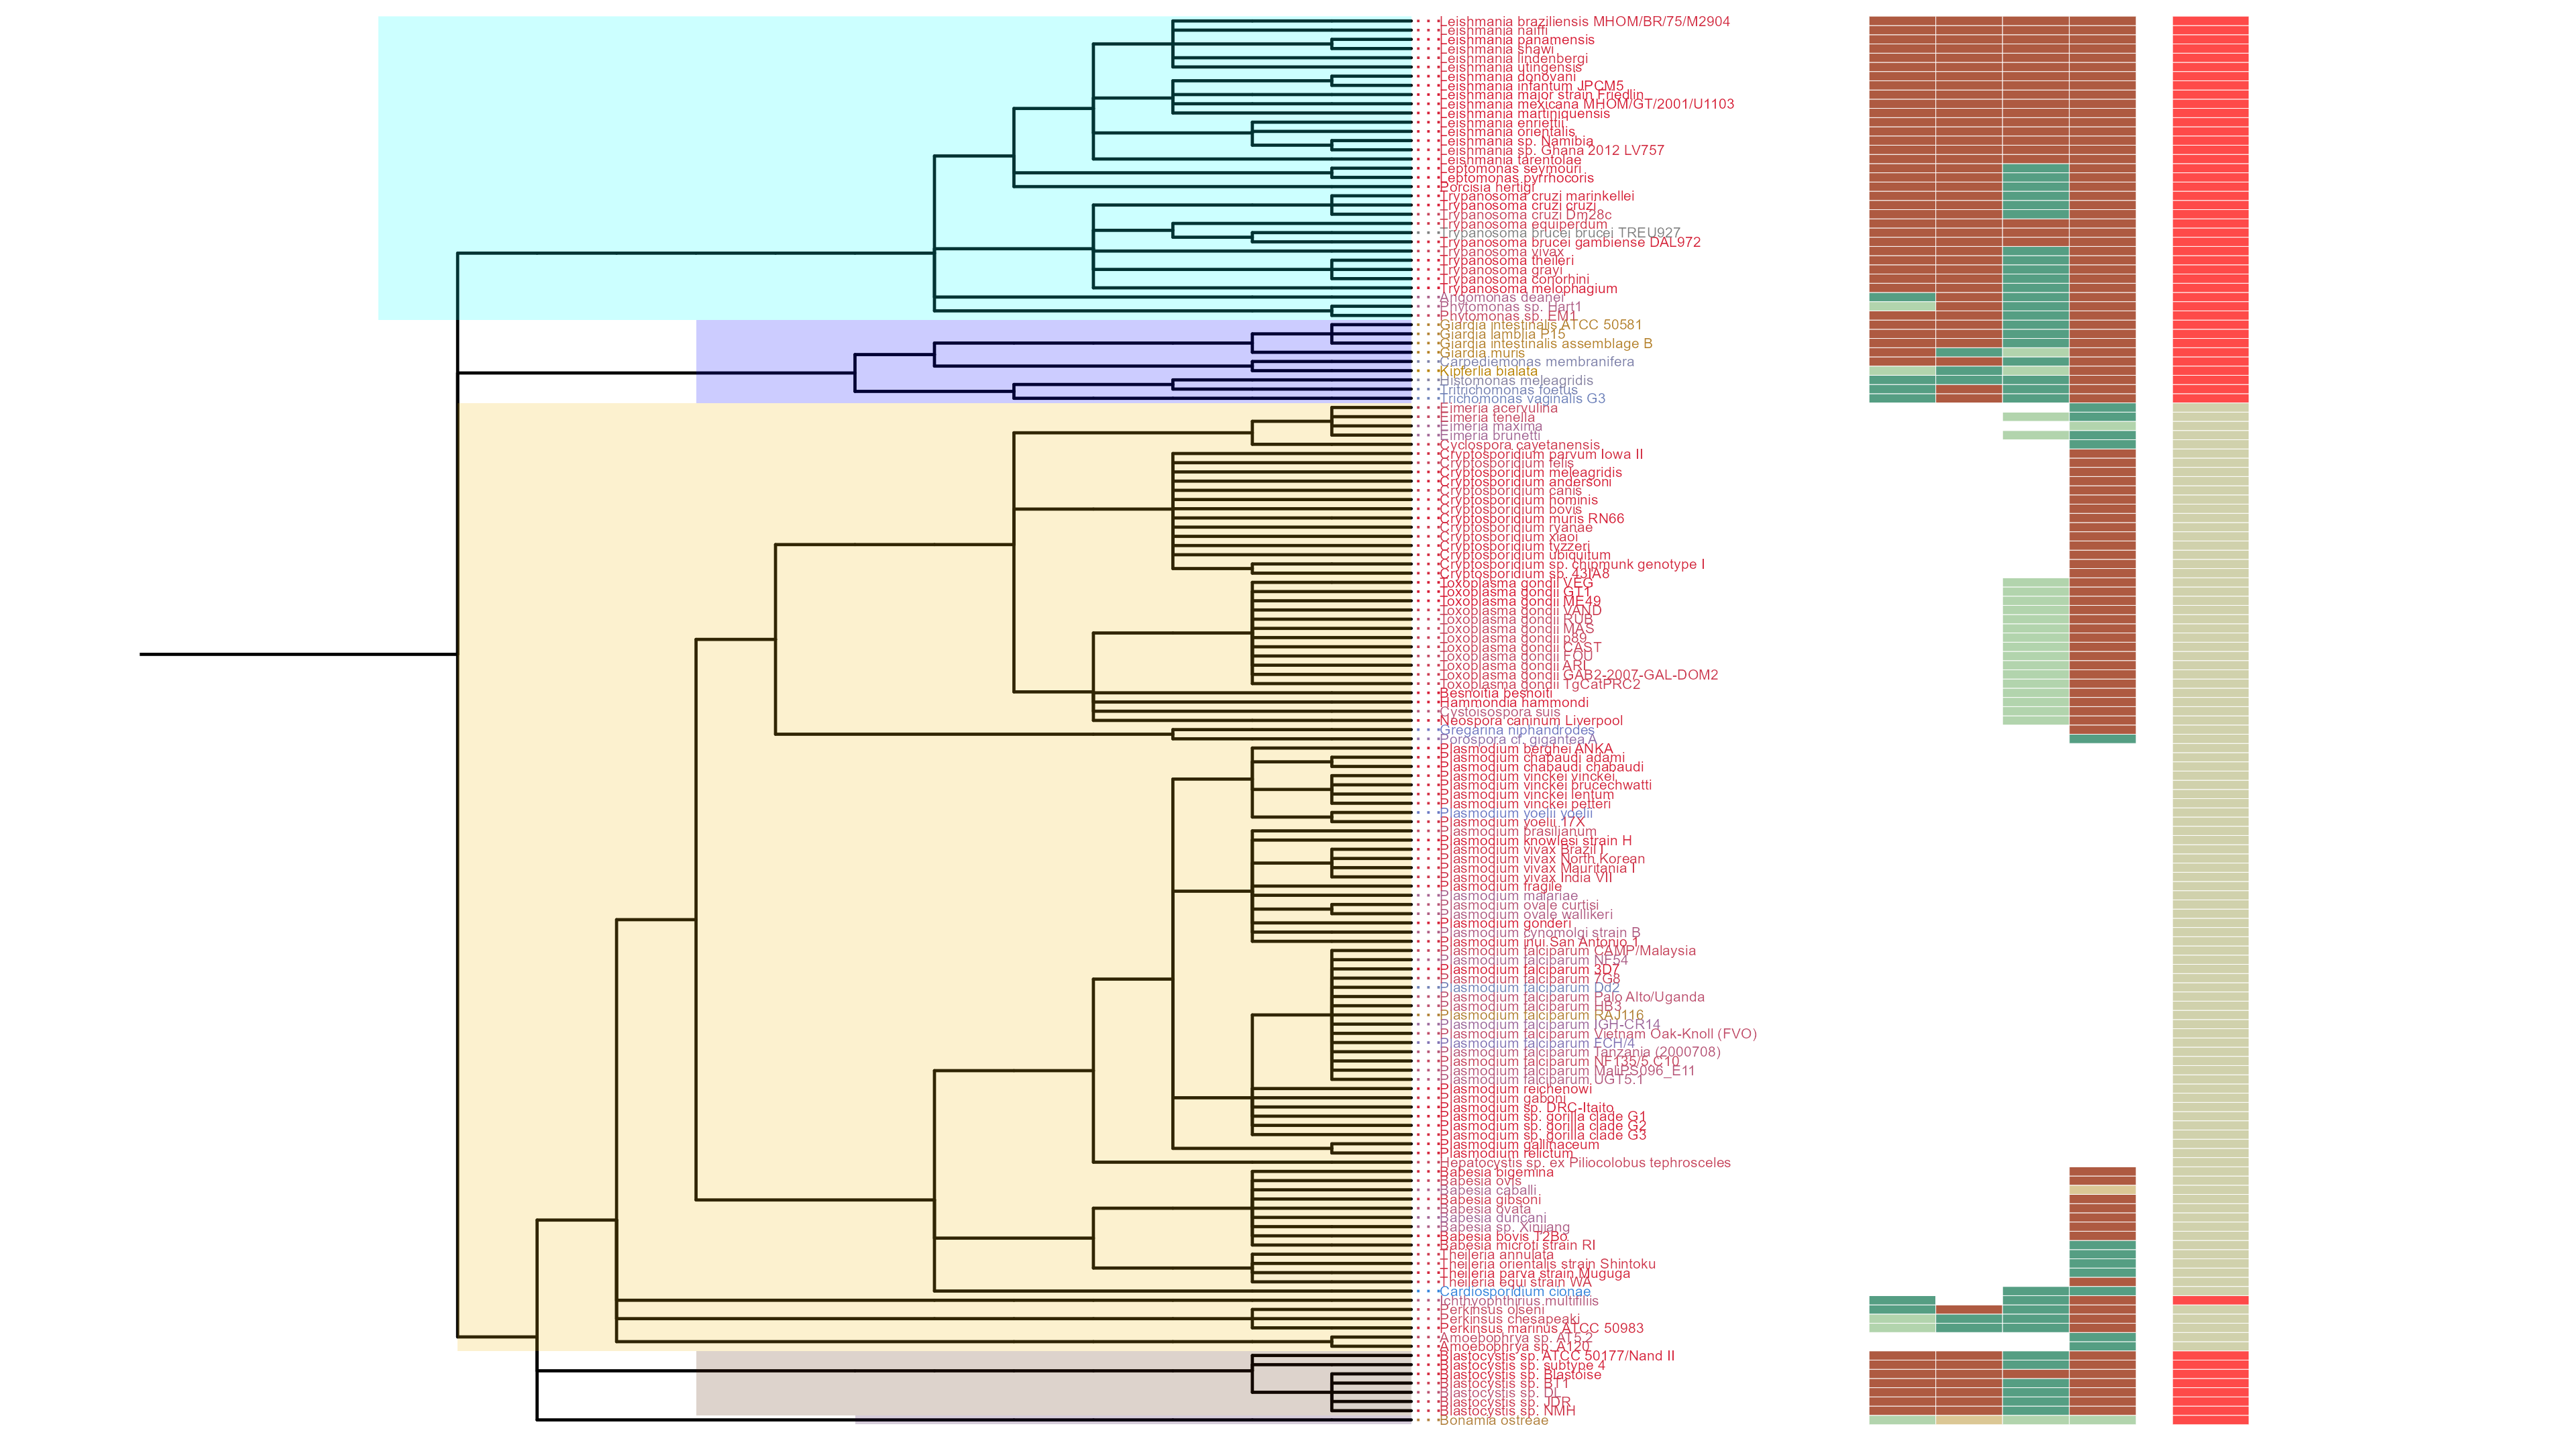 Leishmania braziliensis MHOM/BR/75/M2904
Leishmania naiffi
Leishmania panamensis
Leishmania shawi
Leishmania lindenbergi
Leishmania utingensis
Leishmania donovani
Leishmania infantum JPCM5
Leishmania major strain Friedlin
Leishmania mexicana MHOM/GT/2001/U1103
Leishmania martiniquensis
Leishmania enriettii
Leishmania orientalis
Leishmania sp. Namibia
Leishmania sp. Ghana 2012 LV757
Leishmania tarentolae
Leptomonas seymouri
Leptomonas pyrrhocoris
Porcisia hertigi
Trypanosoma cruzi marinkellei
Trypanosoma cruzi cruzi
Trypanosoma cruzi Dm28c
Trypanosoma equiperdum
Trypanosoma brucei brucei TREU927
Trypanosoma brucei gambiense DAL972
Trypanosoma vivax
Trypanosoma theileri
Trypanosoma grayi
Trypanosoma conorhini
Trypanosoma melophagium
Angomonas deanei
Phytomonas sp. Hart1
Phytomonas sp. EM1
Giardia intestinalis ATCC 50581
Giardia lamblia P15
Giardia intestinalis assemblage B
Giardia muris
Carpediemonas membranifera
Kipferlia bialata
Histomonas meleagridis
Tritrichomonas foetus
Trichomonas vaginalis G3
Eimeria acervulina
Eimeria tenella
Eimeria maxima
Eimeria brunetti
Cyclospora cayetanensis
Cryptosporidium parvum Iowa II
Cryptosporidium felis
Cryptosporidium meleagridis
Cryptosporidium andersoni
Cryptosporidium canis
Cryptosporidium hominis
Cryptosporidium bovis
Cryptosporidium muris RN66
Cryptosporidium ryanae
Cryptosporidium xiaoi
Cryptosporidium tyzzeri
Cryptosporidium ubiquitum
Cryptosporidium sp. chipmunk genotype I
Cryptosporidium sp. 43IA8
Toxoplasma gondii VEG
Toxoplasma gondii GT1
Toxoplasma gondii ME49
Toxoplasma gondii VAND
Toxoplasma gondii RUB
Toxoplasma gondii MAS
Toxoplasma gondii p89
Toxoplasma gondii CAST
Toxoplasma gondii FOU
Toxoplasma gondii ARI
Toxoplasma gondii GAB2-2007-GAL-DOM2
Toxoplasma gondii TgCatPRC2
Besnoitia besnoiti
Hammondia hammondi
Cystoisospora suis
Neospora caninum Liverpool
Gregarina niphandrodes
Porospora cf. gigantea A
Plasmodium berghei ANKA
Plasmodium chabaudi adami
Plasmodium chabaudi chabaudi
Plasmodium vinckei vinckei
Plasmodium vinckei brucechwatti
Plasmodium vinckei lentum
Plasmodium vinckei petteri
Plasmodium yoelii yoelii
Plasmodium yoelii 17X
Plasmodium brasilianum
Plasmodium knowlesi strain H
Plasmodium vivax Brazil I
Plasmodium vivax North Korean
Plasmodium vivax Mauritania I
Plasmodium vivax India VII
Plasmodium fragile
Plasmodium malariae
Plasmodium ovale curtisi
Plasmodium ovale wallikeri
Plasmodium gonderi
Plasmodium cynomolgi strain B
Plasmodium inui San Antonio 1
Plasmodium falciparum CAMP/Malaysia
Plasmodium falciparum NF54
Plasmodium falciparum 3D7
Plasmodium falciparum 7G8
Plasmodium falciparum Dd2
Plasmodium falciparum Palo Alto/Uganda
Plasmodium falciparum HB3
Plasmodium falciparum RAJ116
Plasmodium falciparum IGH-CR14
Plasmodium falciparum Vietnam Oak-Knoll (FVO)
Plasmodium falciparum FCH/4
Plasmodium falciparum Tanzania (2000708)
Plasmodium falciparum NF135/5.C10
Plasmodium falciparum MaliPS096_E11
Plasmodium falciparum UGT5.1
Plasmodium reichenowi
Plasmodium gaboni
Plasmodium sp. DRC-Itaito
Plasmodium sp. gorilla clade G1
Plasmodium sp. gorilla clade G2
Plasmodium sp. gorilla clade G3
Plasmodium gallinaceum
Plasmodium relictum
Hepatocystis sp. ex Piliocolobus tephrosceles
Babesia bigemina
Babesia ovis
Babesia caballi
Babesia gibsoni
Babesia ovata
Babesia duncani
Babesia sp. Xinjiang
Babesia bovis T2Bo
Babesia microti strain RI
Theileria annulata
Theileria orientalis strain Shintoku
Theileria parva strain Muguga
Theileria equi strain WA
Cardiosporidium cionae
Ichthyophthirius multifiliis
Perkinsus olseni
Perkinsus chesapeaki
Perkinsus marinus ATCC 50983
Amoebophrya sp. AT5.2
Amoebophrya sp. A120
Blastocystis sp. ATCC 50177/Nand II
Blastocystis sp. subtype 4
Blastocystis sp. Blastoise
Blastocystis sp. BT1
Blastocystis sp. DL
Blastocystis sp. JDR
Blastocystis sp. NMH
Bonamia ostreae